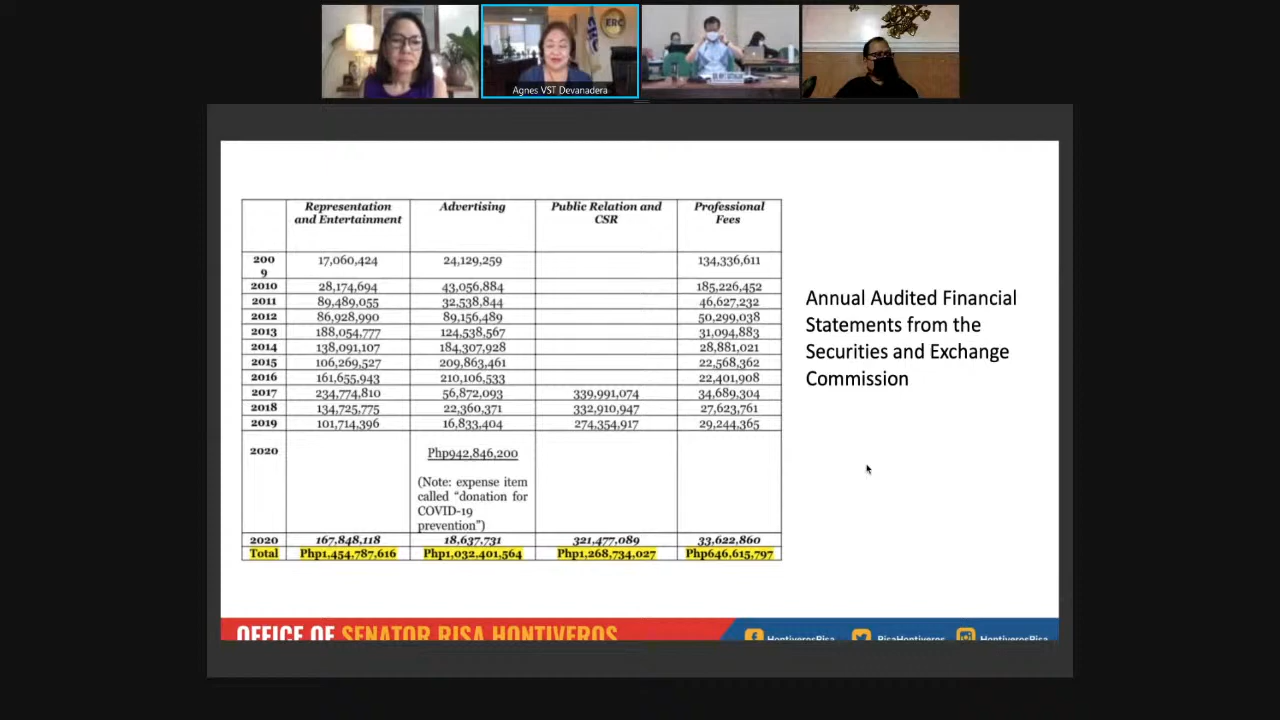 ERC
Agnes VST Devanadera
Representation and Entertainment Advertising Public Relation and CSR Professional Fees
2009 17,060,424 24,129,259 134,336,611
2010 28,174,694 43,056,884 185,226,452
2011 89,489,055 32,538,844 46,627,232
2012 86,928,990 89,156,489 50,299,038
2013 188,054,777 124,538,567 31,094,883
2014 138,091,107 184,307,928 28,881,021
2015 106,269,527 209,863,461 22,568,362
2016 161,655,943 210,106,533 22,401,908
2017 234,774,810 56,872,093 339,991,074 34,689,304
2018 134,725,775 22,360,371 332,910,947 27,623,761
2019 101,714,396 16,833,404 274,354,917 29,244,365
2020 Php942,846,200
(Note: expense item
called “donation for
COVID-19
prevention”)
2020 167,848,118 18,637,731 321,477,089 33,622,860
Total Php1,454,787,616 Php1,032,401,564 Php1,268,734,027 Php646,615,797
Annual Audited Financial
Statements from the
Securities and Exchange
Commission
OFFICE OF SENATOR RISA HONTIVEROS
HontiverosRisa RisaHontiveros HontiverosRisa